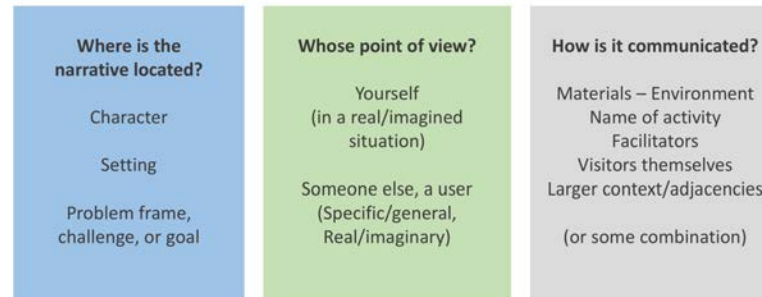 Where is the
narrative located?
Character
Setting
Problem frame,
challenge, or goal
Whose point of view?
Yourself
(in a real/imagined
situation)
Someone else, a user
(Specific/general,
Real/imaginary)
How is it communicated?
Materials – Environment
Name of activity
Facilitators
Visitors themselves
Larger context/adjacencies
(or some combination)